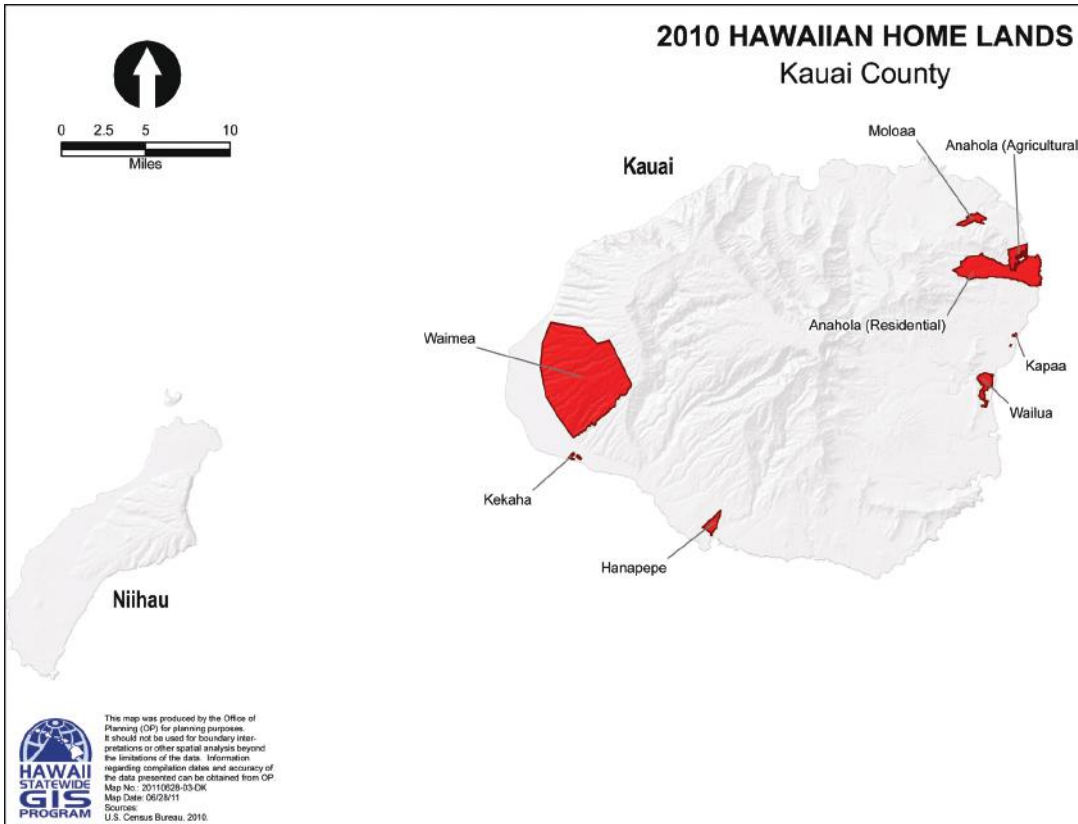 2010 HAWAIIAN HOME LANDS
Kauai County
0 2.5 5 10
Miles
Kauai
Moloaa
Anahola (Agricultural
Anahola (Residential)
Waimea
Kapaa
Wailua
Kekaha
Hanapepe
Niihau
HAWAII
STATEWIDE
GIS
PROGRAM
This map was produced by the Office of
Planning (OP) for planning purposes.
It should not be used for boundary inter-
pretations or other spatial analysis beyond
the limitations of the data. Information
regarding compilation dates and accuracy of
the data presented can be obtained from OP.
Map No.: 20110628-03-DK
Map Date: 06/28/11
Sources:
U.S. Census Bureau, 2010.